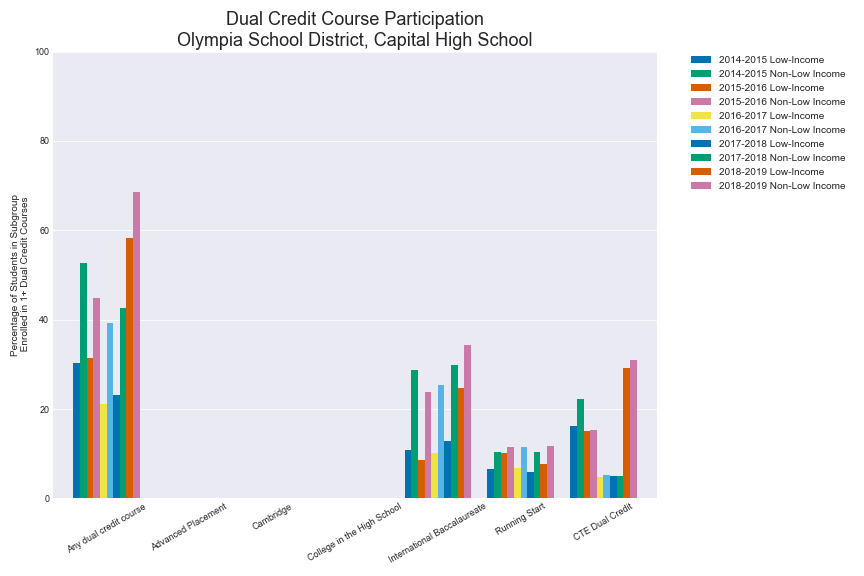 Dual Credit Course Participation
Olympia School District, Capital High School
100
80
60
40
20
0
Percentage of Students in Subgroup
Enrolled in 1+ Dual Credit Courses
Any dual credit course
Advanced Placement
Cambridge
College in the High School
International Baccalaureate
Running Start
CTE Dual Credit
2014-2015 Low-Income
2014-2015 Non-Low Income
2015-2016 Low-Income
2015-2016 Non-Low Income
2016-2017 Low-Income
2016-2017 Non-Low Income
2017-2018 Low-Income
2017-2018 Non-Low Income
2018-2019 Low-Income
2018-2019 Non-Low Income